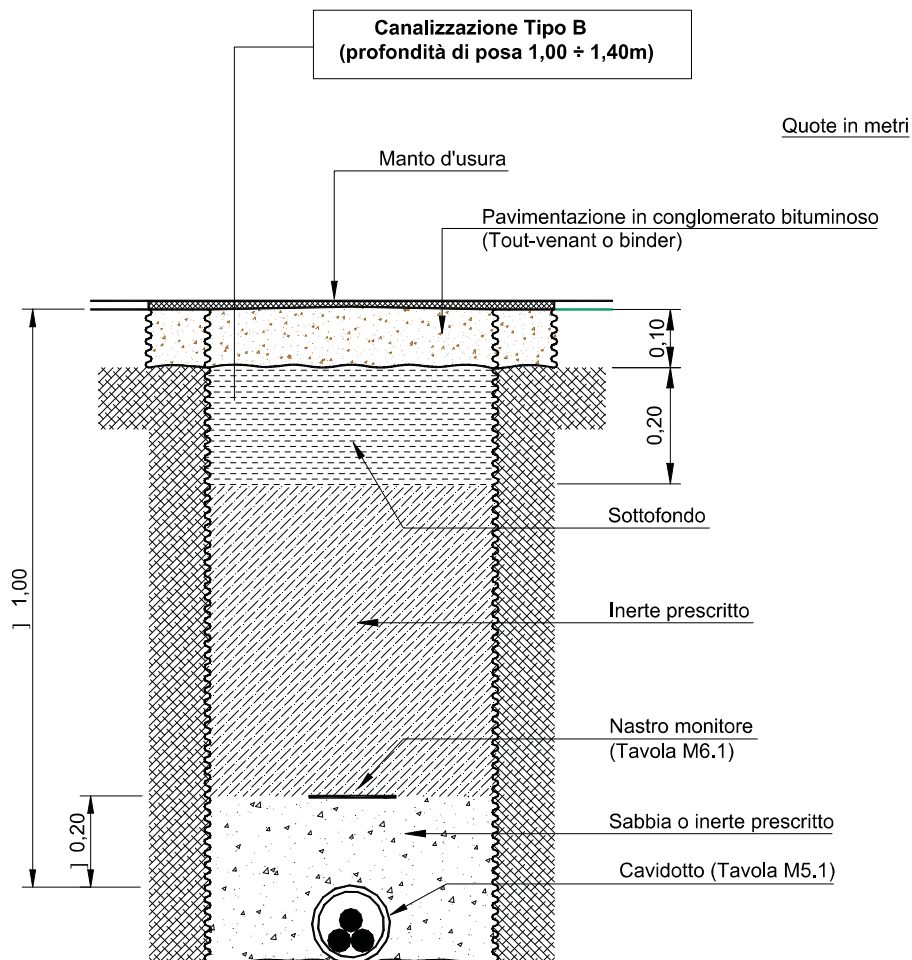 Canalizzazione Tipo B
(profondità di posa 1,00 ÷ 1,40m)
Quote in metri
Manto d'usura
Pavimentazione in conglomerato bituminoso
(Tout-venant o binder)
0,10
0,20
Sottofondo
] 1,00
Inerte prescritto
Nastro monitore
(Tavola M6.1)
] 0,20
Sabbia o inerte prescritto
Cavidotto (Tavola M5.1)